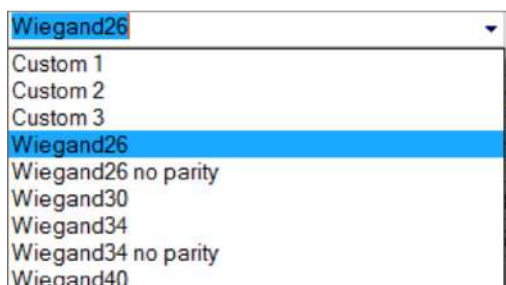 Wiegand26
Custom 1
Custom 2
Custom 3
Wiegand26
Wiegand26 no parity
Wiegand30
Wiegand34
Wiegand34 no parity
Wiegand40